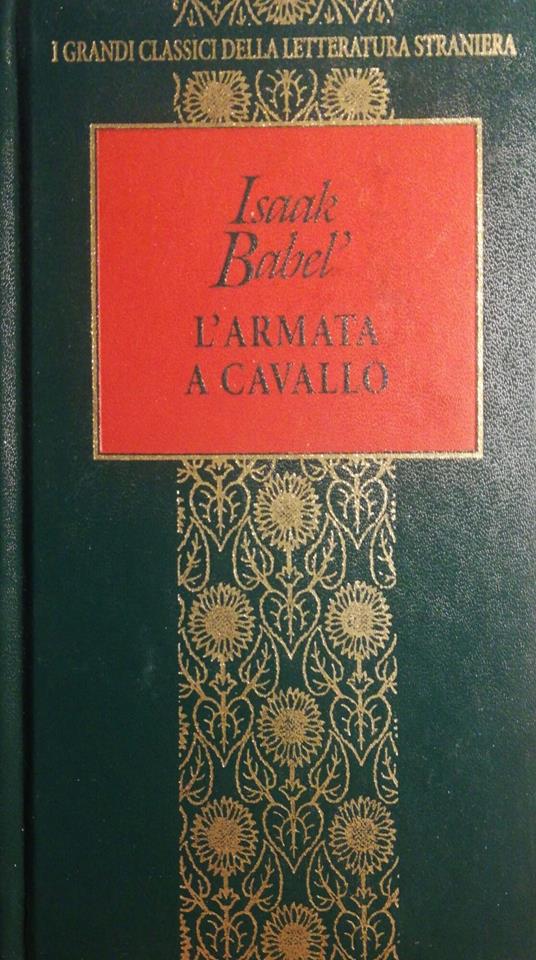 I GRANDI CLASSICI DELLA LETTERATURA STRANIERA
Isaak
Babel'
L'ARMATA
A CAVALLO